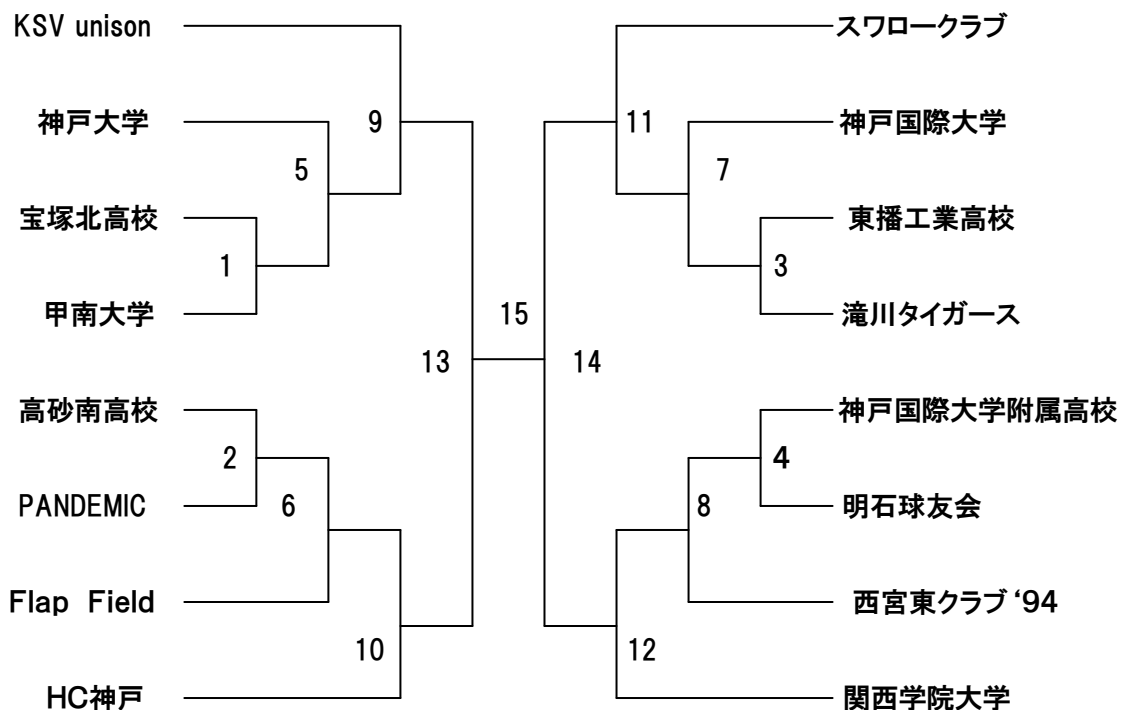 KSV unison
スワロークラブ
神戸大学
9
11
神戸国際大学
5
7
宝塚北高校
東播工業高校
1
3
甲南大学
15
滝川タイガース
13
14
高砂南高校
神戸国際大学附属高校
2
4
PANDEMIC
6
8
明石球友会
Flap Field
西宮東クラブ‘94
10
12
HC神戸
関西学院大学